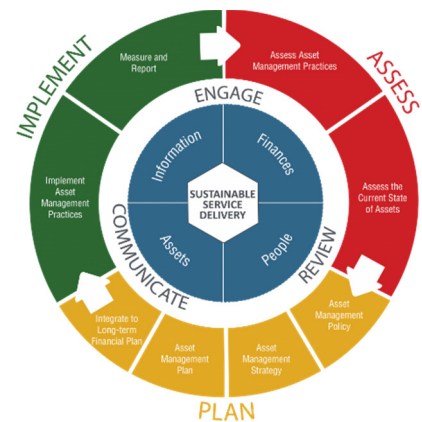 IMPLEMENT
ASSESS
PLAN
Measure and
Report
Assess Asset
Management Practices
Assess the
Current State
of Assets
Asset
Management
Policy
Asset
Management
Strategy
Asset
Management
Plan
Integrate to
Long-term
Financial Plan
Implement
Asset
Management
Practices
ENGAGE
REVIEW
COMMUNICATE
Information
Finances
People
Assets
SUSTAINABLE
SERVICE
DELIVERY